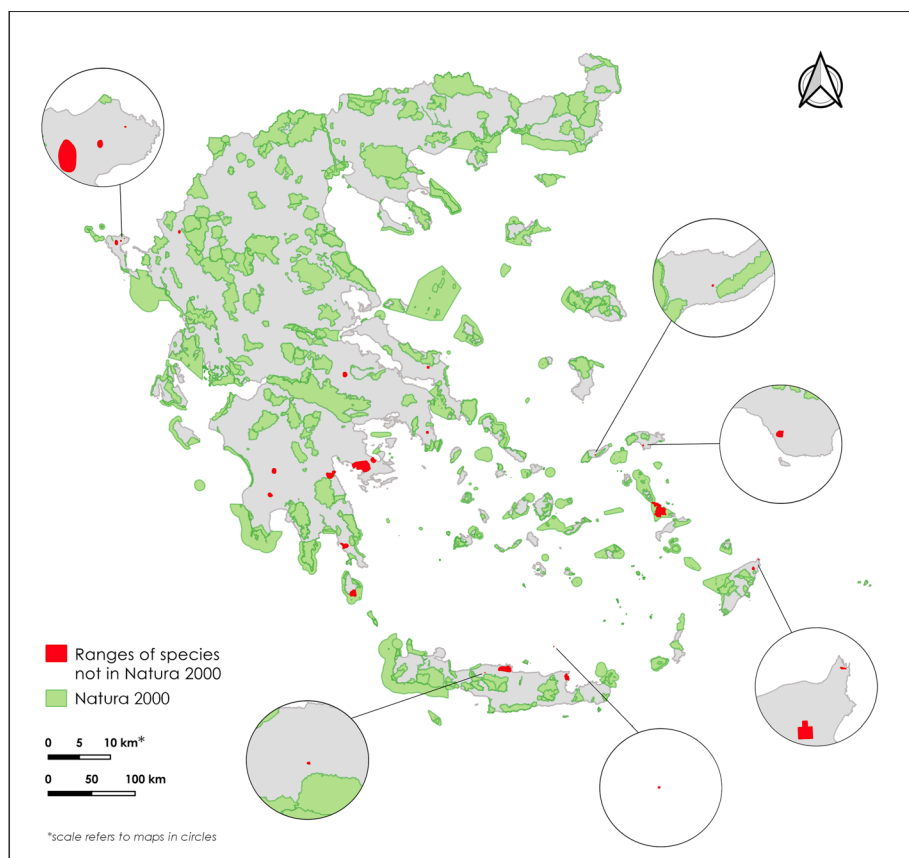 Ranges of species
not in Natura 2000
Natura 2000
0 5 10 km*
0 50 100 km
*scale refers to maps in circles